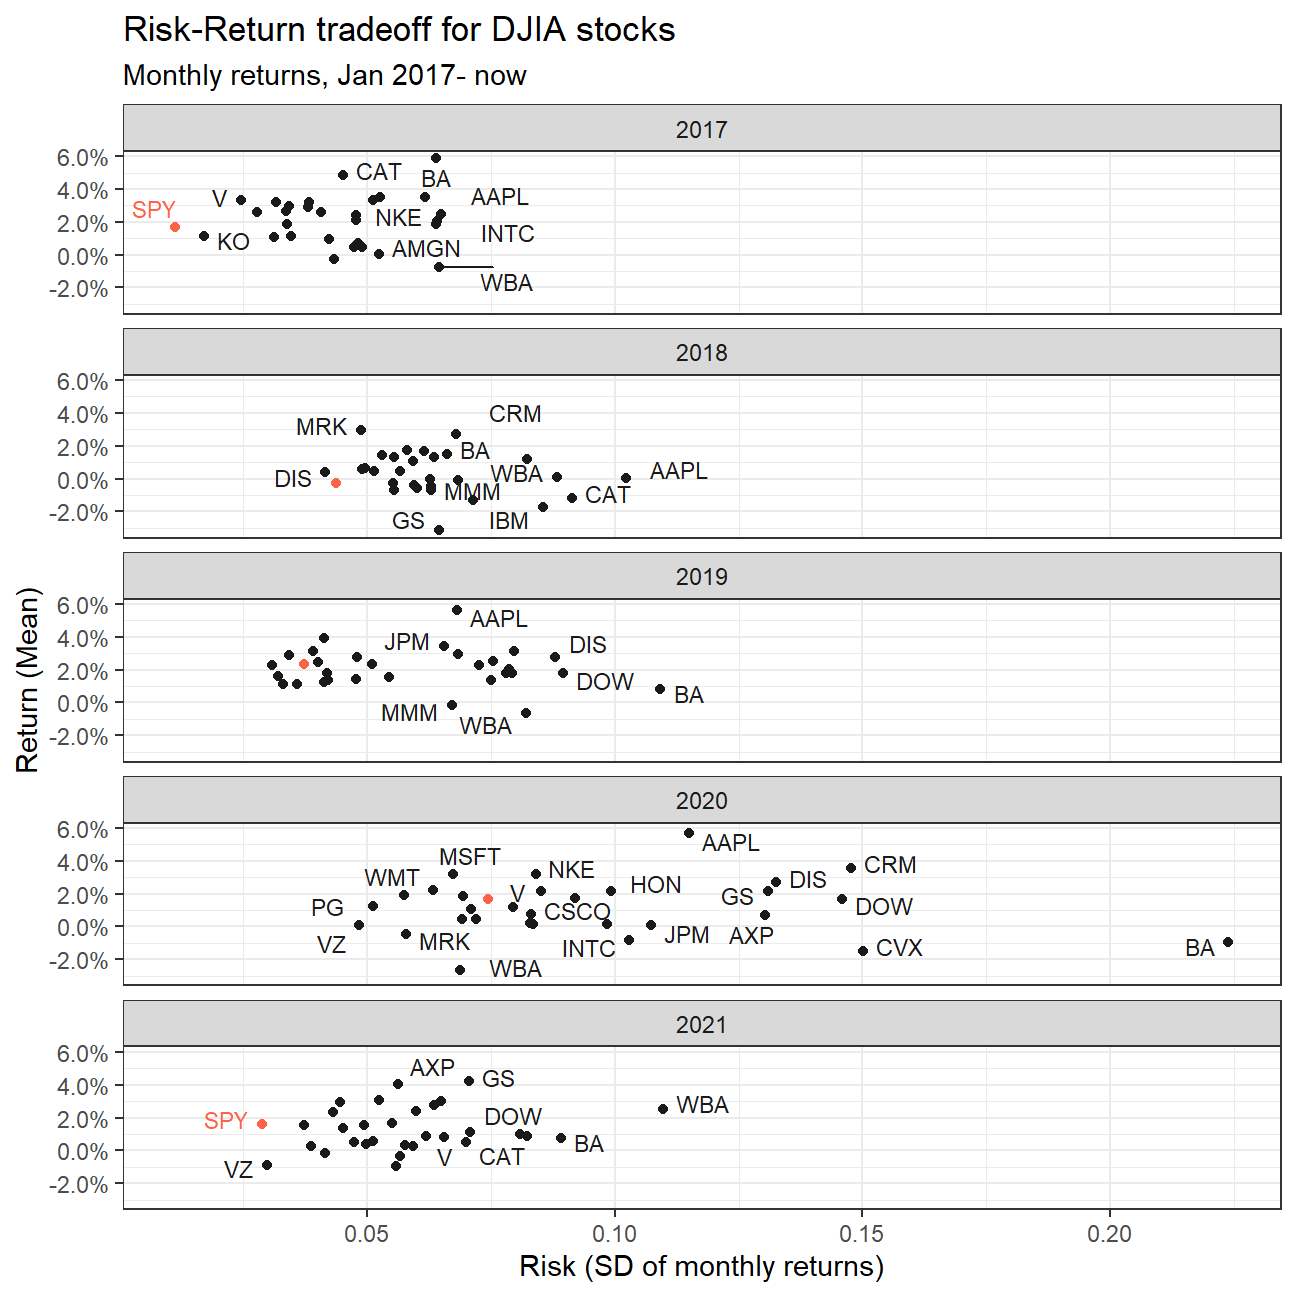 Risk-Return tradeoff for DJIA stocks
Monthly returns, Jan 2017- now
2017
6.0%
4.0%
2.0%
0.0%
-2.0%
CAT
BA
V
AAPL
SPY
NKE
INTC
KO
AMGN
WBA
2018
6.0%
4.0%
2.0%
0.0%
-2.0%
CRM
MRK
BA
WBA
AAPL
DIS
MMM
CAT
GS
IBM
Return (Mean)
2019
6.0%
4.0%
2.0%
0.0%
-2.0%
AAPL
JPM
DIS
DOW
BA
MMM
WBA
2020
6.0%
4.0%
2.0%
0.0%
-2.0%
AAPL
MSFT
NKE
CRM
WMT
HON
DIS
V
GS
PG
CSCO
DOW
VZ
MRK
INTC
JPM
AXP
CVX
BA
WBA
2021
6.0%
4.0%
2.0%
0.0%
-2.0%
AXP
GS
WBA
SPY
DOW
BA
V
CAT
VZ
0.05
0.10
0.15
0.20
Risk (SD of monthly returns)